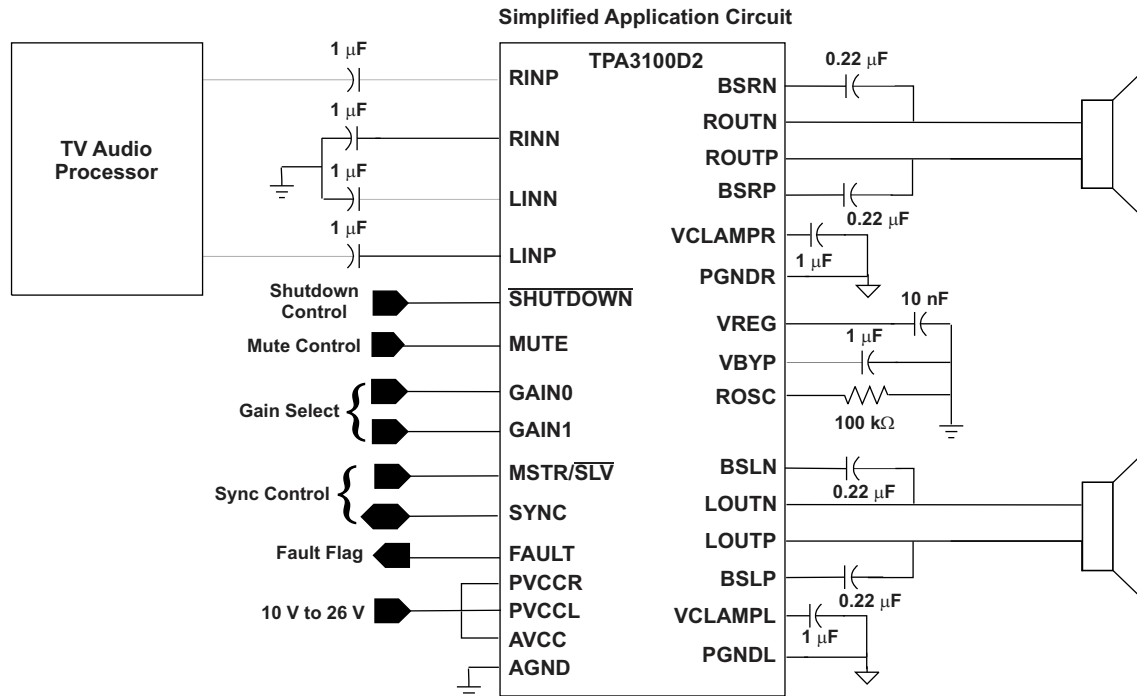 Simplified Application Circuit
TPA3100D2
TV Audio
Processor
1 μF
1 μF
1 μF
1 μF
RINP
RINN
LINN
LINP
Shutdown
Control
SHUTDOWN
Mute Control
MUTE
Gain Select
GAIN0
GAIN1
Sync Control
MSTR/SLV
SYNC
Fault Flag
FAULT
10 V to 26 V
PVCCR
PVCCL
AVCC
AGND
0.22 μF
BSRN
ROUTN
ROUTP
BSRP
0.22 μF
VCLAMPR
1 μF
PGNDR
10 nF
VREG
1 μF
VBYP
ROSC
100 kΩ
BSLN
0.22 μF
LOUTN
LOUTP
BSLP
0.22 μF
VCLAMPL
1 μF
PGNDL